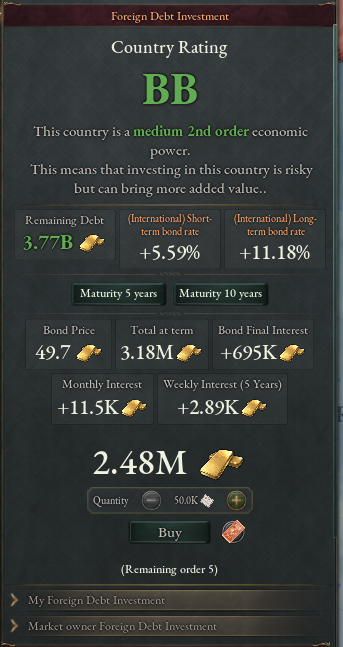 Foreign Debt Investment
Country Rating
BB
This country is a medium 2nd order economic
power.
This means that investing in this country is risky
but can bring more added value..
Remaining Debt
3.77B
(International) Short-
term bond rate
+5.59%
(International) Long-
term bond rate
+11.18%
Maturity 5 years
Maturity 10 years
Bond Price
49.7
Total at term
3.18M
Bond Final Interest
+695K
Monthly Interest
+11.5K
Weekly Interest (5 Years)
+2.89K
2.48M
Quantity
50.0K
Buy
(Remaining order 5)
My Foreign Debt Investment
Market owner Foreign Debt Investment